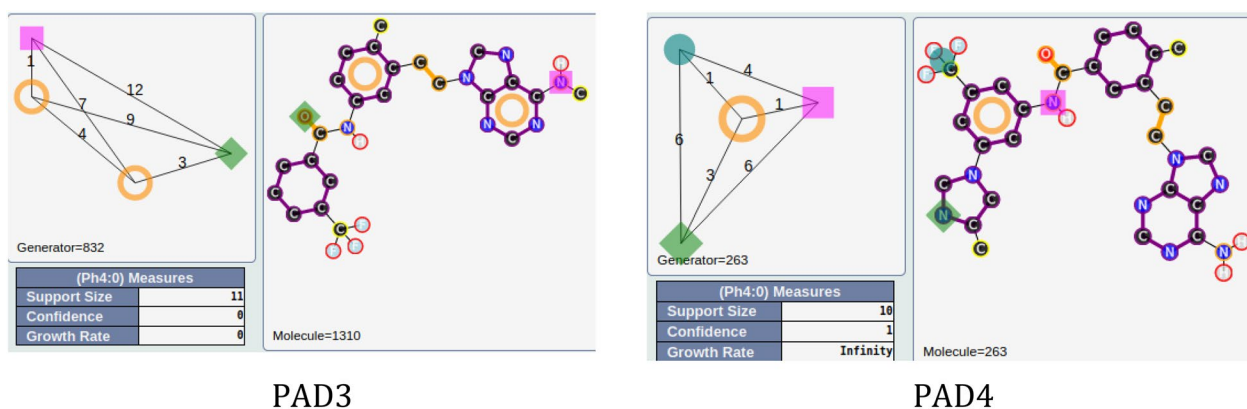 1
12
7
9
4
3
Generator=832
(Ph4:0) Measures
Support Size 11
Confidence 0
Growth Rate 0
C
C
C
C
N
C
C
C
H
C
C
N
C
N
C
C
C
C
C
O
C
N
H
N
N
C
C
C
C
C
C
C
C
F
F
F
Molecule=1310
PAD3
1
4
1
6
3
6
Generator=263
(Ph4:0) Measures
Support Size 10
Confidence 1
Growth Rate Infinity
F
F
F
C
O
C
C
C
C
C
C
C
C
C
C
C
N
H
C
C
C
C
C
N
C
C
N
C
C
C
N
C
N
C
N
C
C
N
N
H
H
Molecule=263
PAD4